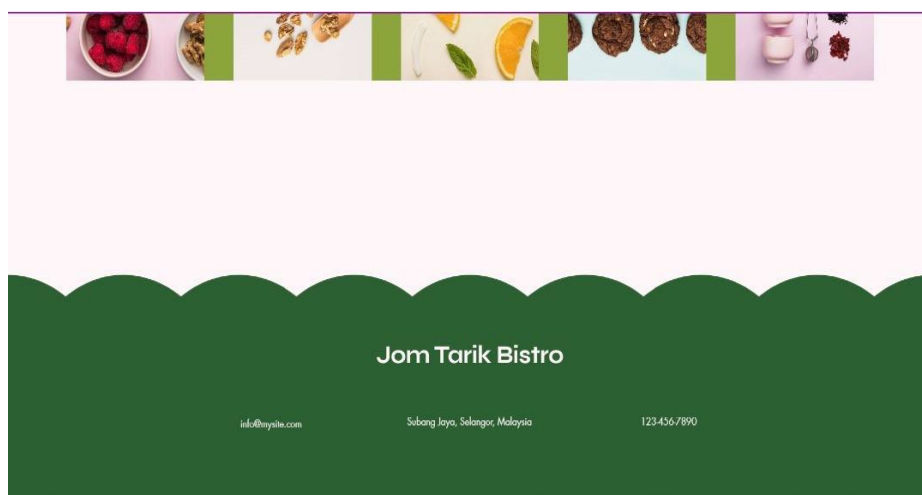 Jom Tarik Bistro
info@mysite.com
Subang Jaya, Selangor, Malaysia
123-456-7890